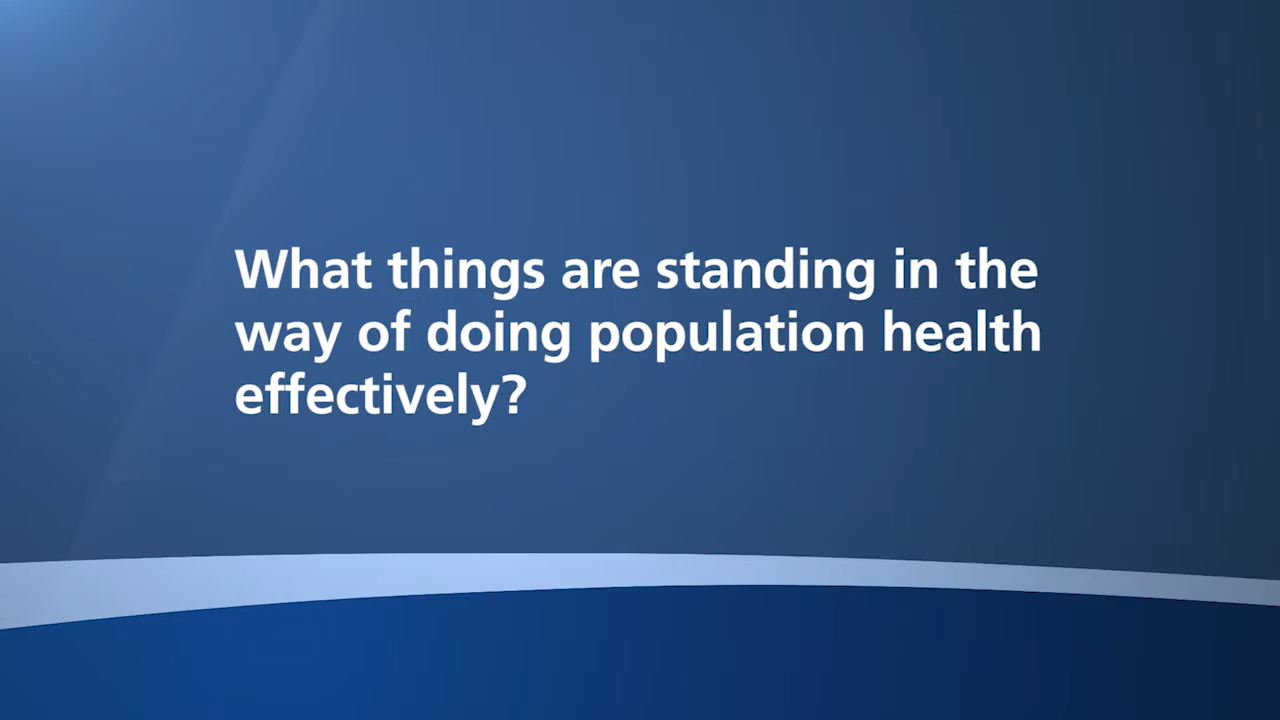 What things are standing in the
way of doing population health
effectively?